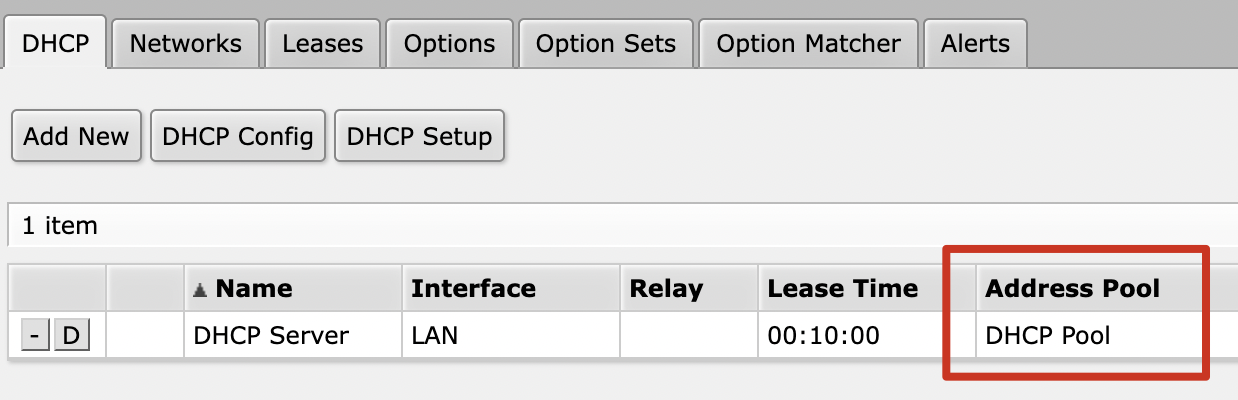 DHCP Networks Leases Options Option Sets Option Matcher Alerts
Add New DHCP Config DHCP Setup
1 item
Name Interface Relay Lease Time Address Pool
- D DHCP Server LAN 00:10:00 DHCP Pool